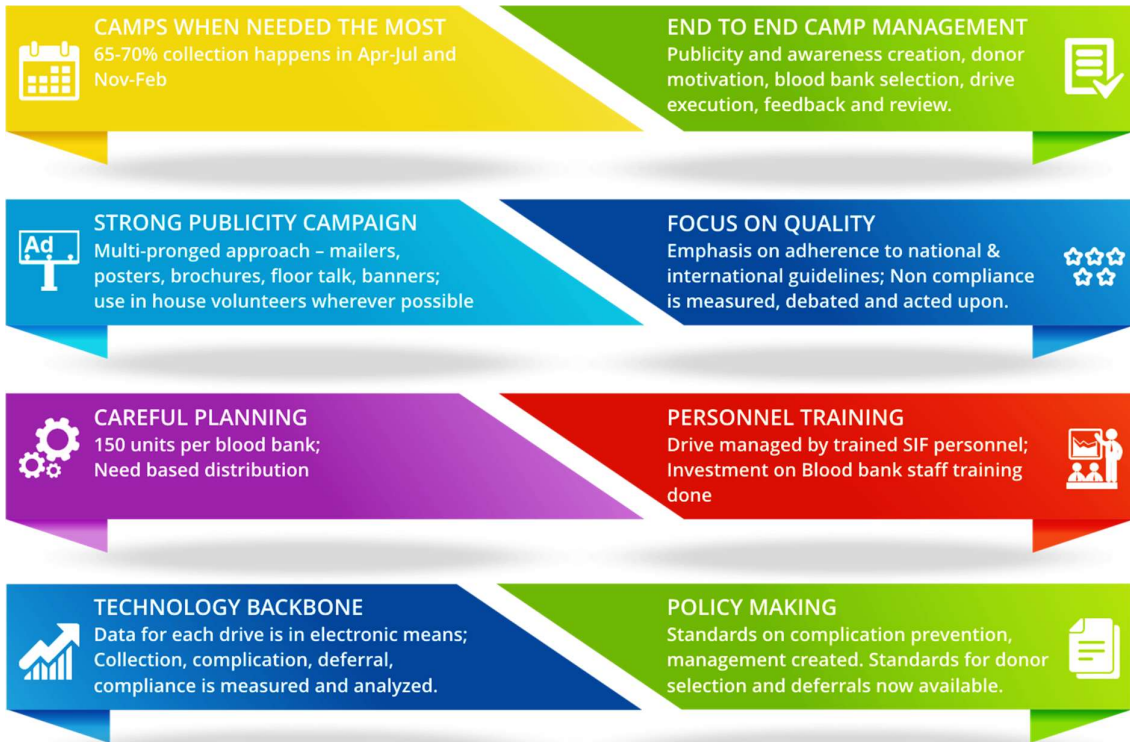 CAMPS WHEN NEEDED THE MOST
65-70% collection happens in Apr-Jul and
Nov-Feb
END TO END CAMP MANAGEMENT
Publicity and awareness creation, donor
motivation, blood bank selection, drive
execution, feedback and review.
Ad
STRONG PUBLICITY CAMPAIGN
Multi-pronged approach – mailers,
posters, brochures, floor talk, banners;
use in house volunteers wherever possible
FOCUS ON QUALITY
Emphasis on adherence to national &
international guidelines; Non compliance
is measured, debated and acted upon.
CAREFUL PLANNING
150 units per blood bank;
Need based distribution
PERSONNEL TRAINING
Drive managed by trained SIF personnel;
Investment on Blood bank staff training
done
TECHNOLOGY BACKBONE
Data for each drive is in electronic means;
Collection, complication, deferral,
compliance is measured and analyzed.
POLICY MAKING
Standards on complication prevention,
management created. Standards for donor
selection and deferrals now available.